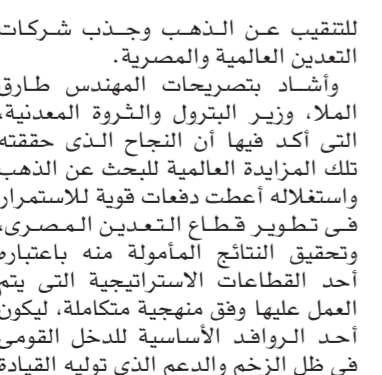 للتنقيب عن الذهب وجذب شركات
التعدين العالمية والمصرية.
وأشاد بتصريحات المهندس طارق
الملا، وزير البترول والثروة المعدنية،
التى أكد فيها أن النجاح الذى حققته
تلك المزايدة العالمية للبحث عن الذهب
واستغلاله أعطت دفعات قوية للاستمرار
فى تطوير قطاع التعدين المصرى،
وتحقيق النتائج المأمولة منه باعتباره
أحد القطاعات الاستراتيجية التى يتم
العمل عليها وفق منهجية متكاملة، ليكون
أحد الروافد الأساسية للدخل القومى
فى ظل الزخم والدعم الذى توليه القيادة